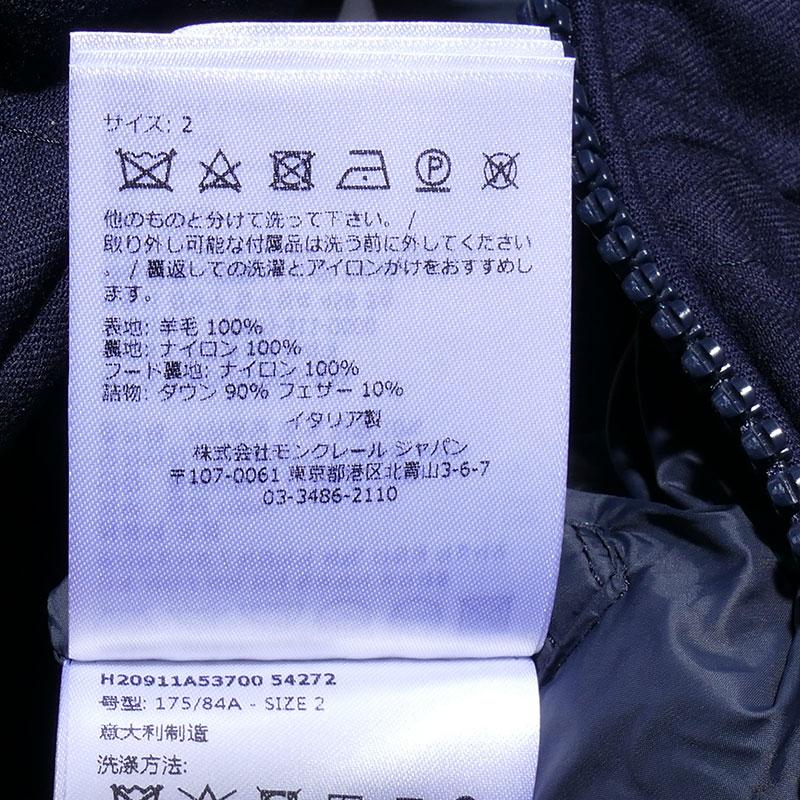 サイズ: 2
他のものと分けて洗って下さい。 /
取り外し可能な付属品は洗う前に外してください
。 / 裏返しての洗濯とアイロンがけをおすすめし
ます。
表地: 羊毛 100%
裏地: ナイロン 100%
フード裏地: ナイロン 100%
詰物: ダウン 90% フェザー 10%
イタリア製
株式会社モンクレール ジャパン
〒107-0061 東京都港区北青山3-6-7
03-3486-2110
H20911A53700 54272
号型: 175/84A - SIZE 2
意大利制造
洗涤方法: